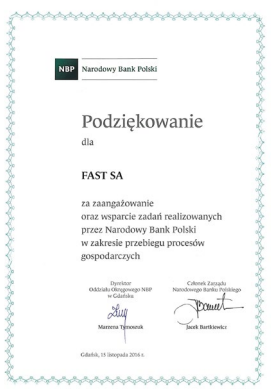 NBP Narodowy Bank Polski
Podziękowanie
dla
FAST SA
za zaangażowanie
oraz wsparcie zadań realizowanych
przez Narodowy Bank Polski
w zakresie przebiegu procesów
gospodarczych
Dyrektor
Oddziału Okręgowego NBP
w Gdańsku
Marzena Tymoszuk
Członek Zarządu
Narodowego Banku Polskiego
Jacek Bartkiewicz
Gdańsk, 15 listopada 2016 r.